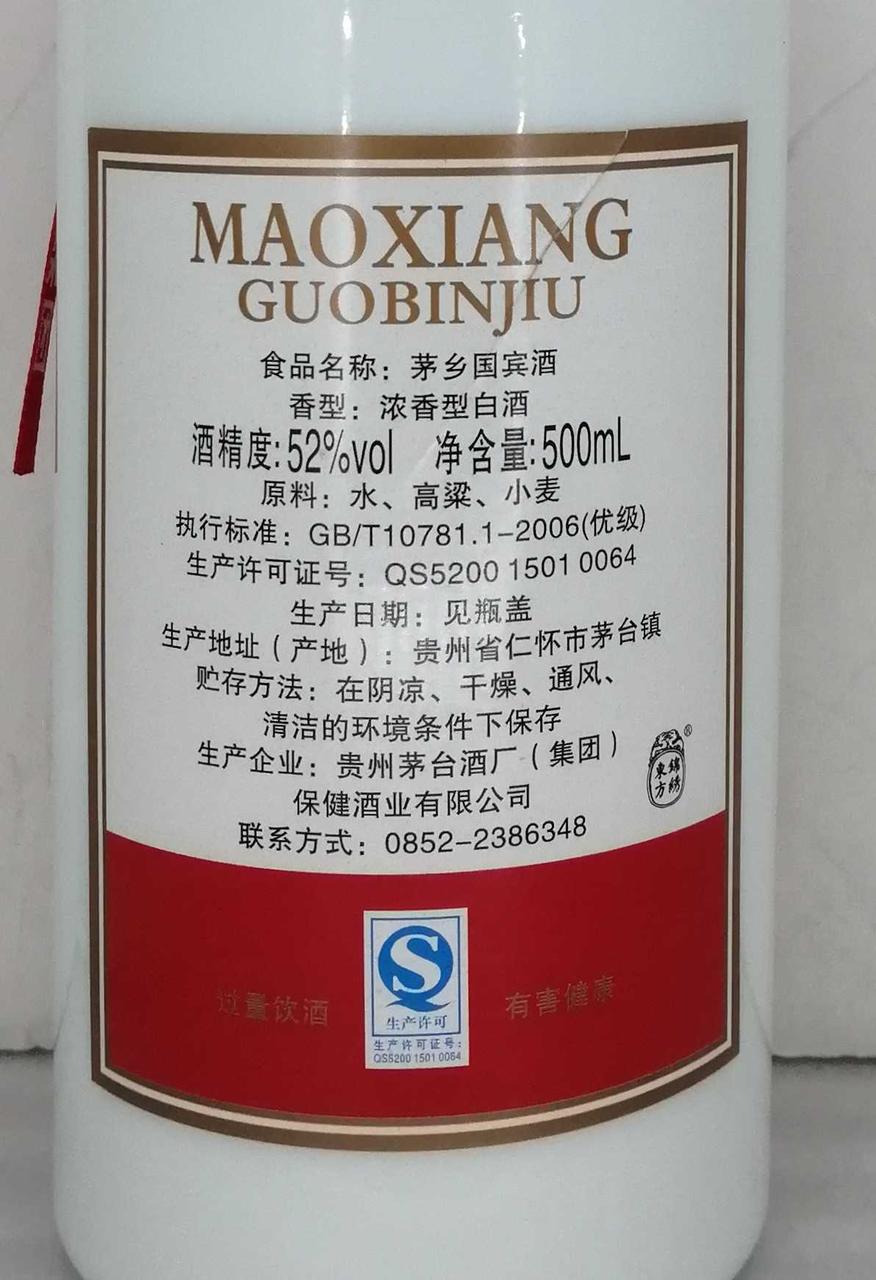 MAOXIANG
GUOBINJIU
食品名称：茅乡国宾酒
香型：浓香型白酒
酒精度:52%vol 净含量:500mL
原料：水、高粱、小麦
执行标准：GB/T10781.1-2006(优级)
生产许可证号：QS5200 1501 0064
生产日期：见瓶盖
生产地址（产地）：贵州省仁怀市茅台镇
贮存方法：在阴凉、干燥、通风、
清洁的环境条件下保存
生产企业：贵州茅台酒厂（集团）
保健酒业有限公司
联系方式：0852-2386348
錦绣
東方
®
过量饮酒 有害健康
S
生产许可
生产许可证号：
QS5200 1501 0064